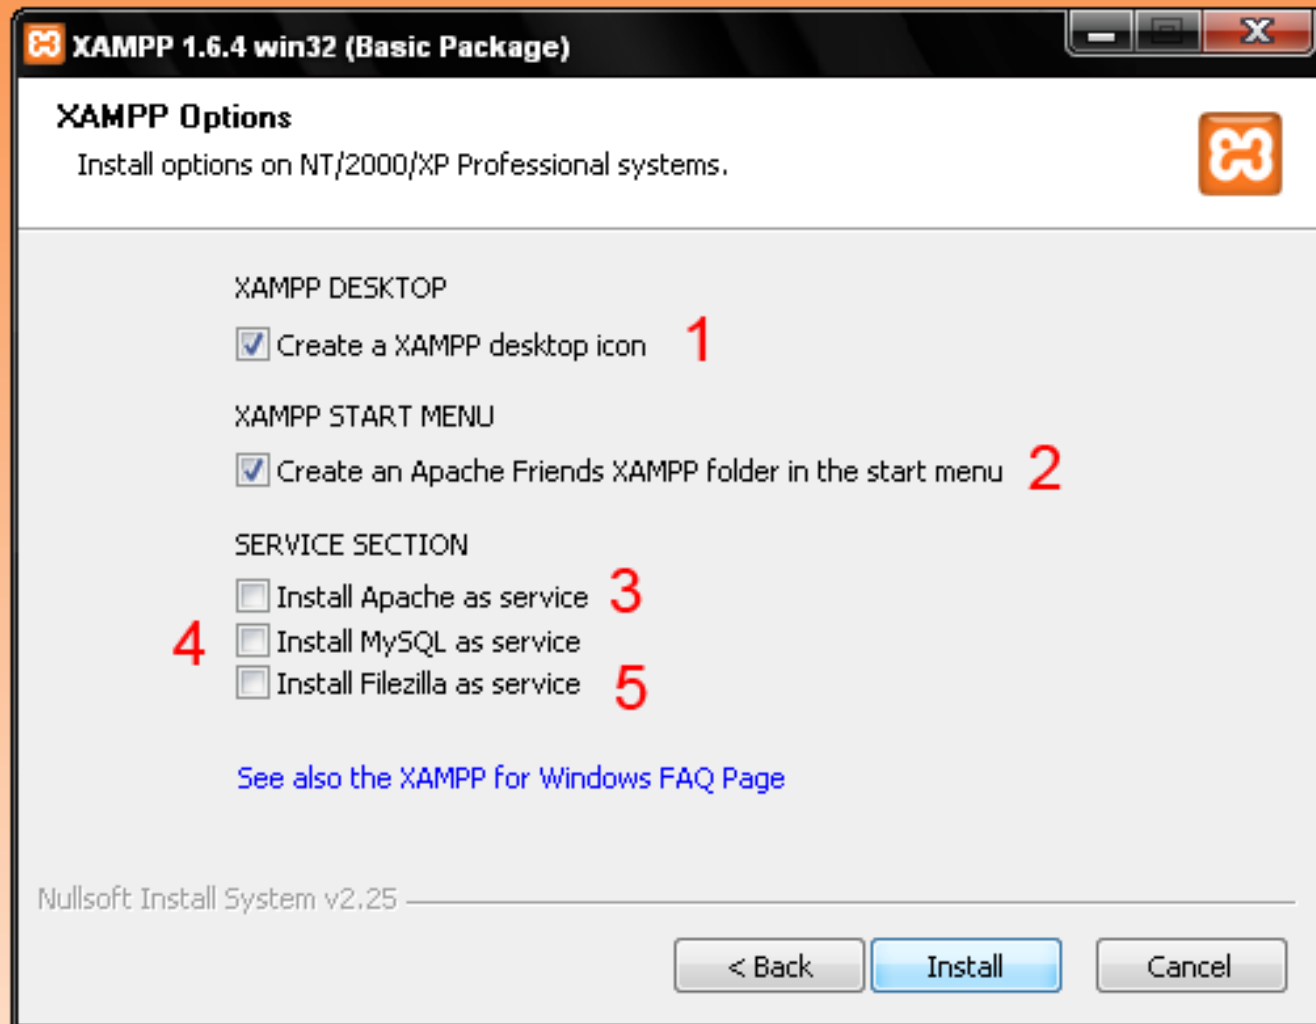 XAMPP 1.6.4 win32 (Basic Package)
XAMPP Options
Install options on NT/2000/XP Professional systems.
XAMPP DESKTOP
Create a XAMPP desktop icon 1
XAMPP START MENU
Create an Apache Friends XAMPP folder in the start menu 2
SERVICE SECTION
Install Apache as service 3
4 Install MySQL as service
Install Filezilla as service 5
See also the XAMPP for Windows FAQ Page
Nullsoft Install System v2.25
< Back Install Cancel